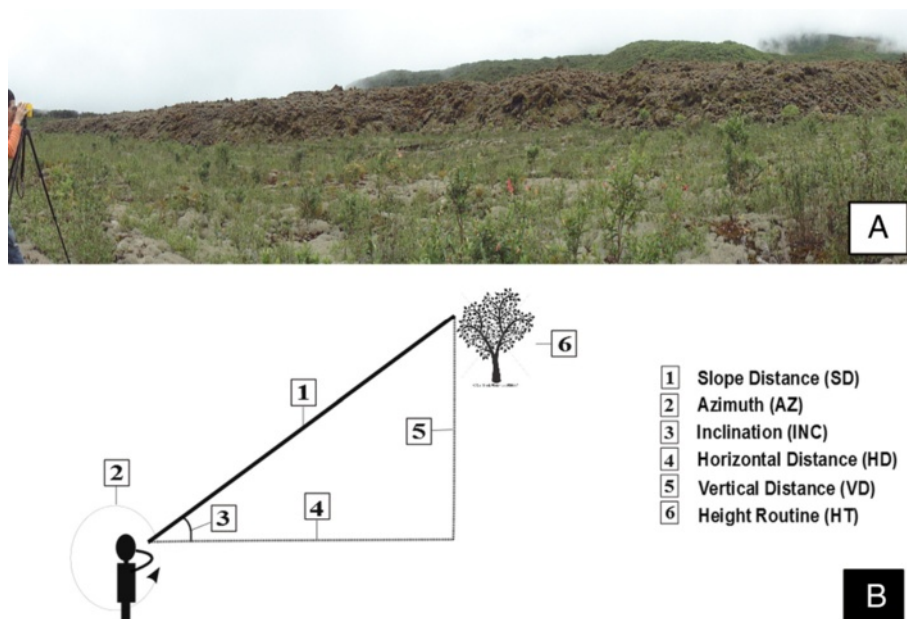 A
1
2
3
4
5
6
1 Slope Distance (SD)
2 Azimuth (AZ)
3 Inclination (INC)
4 Horizontal Distance (HD)
5 Vertical Distance (VD)
6 Height Routine (HT)
B